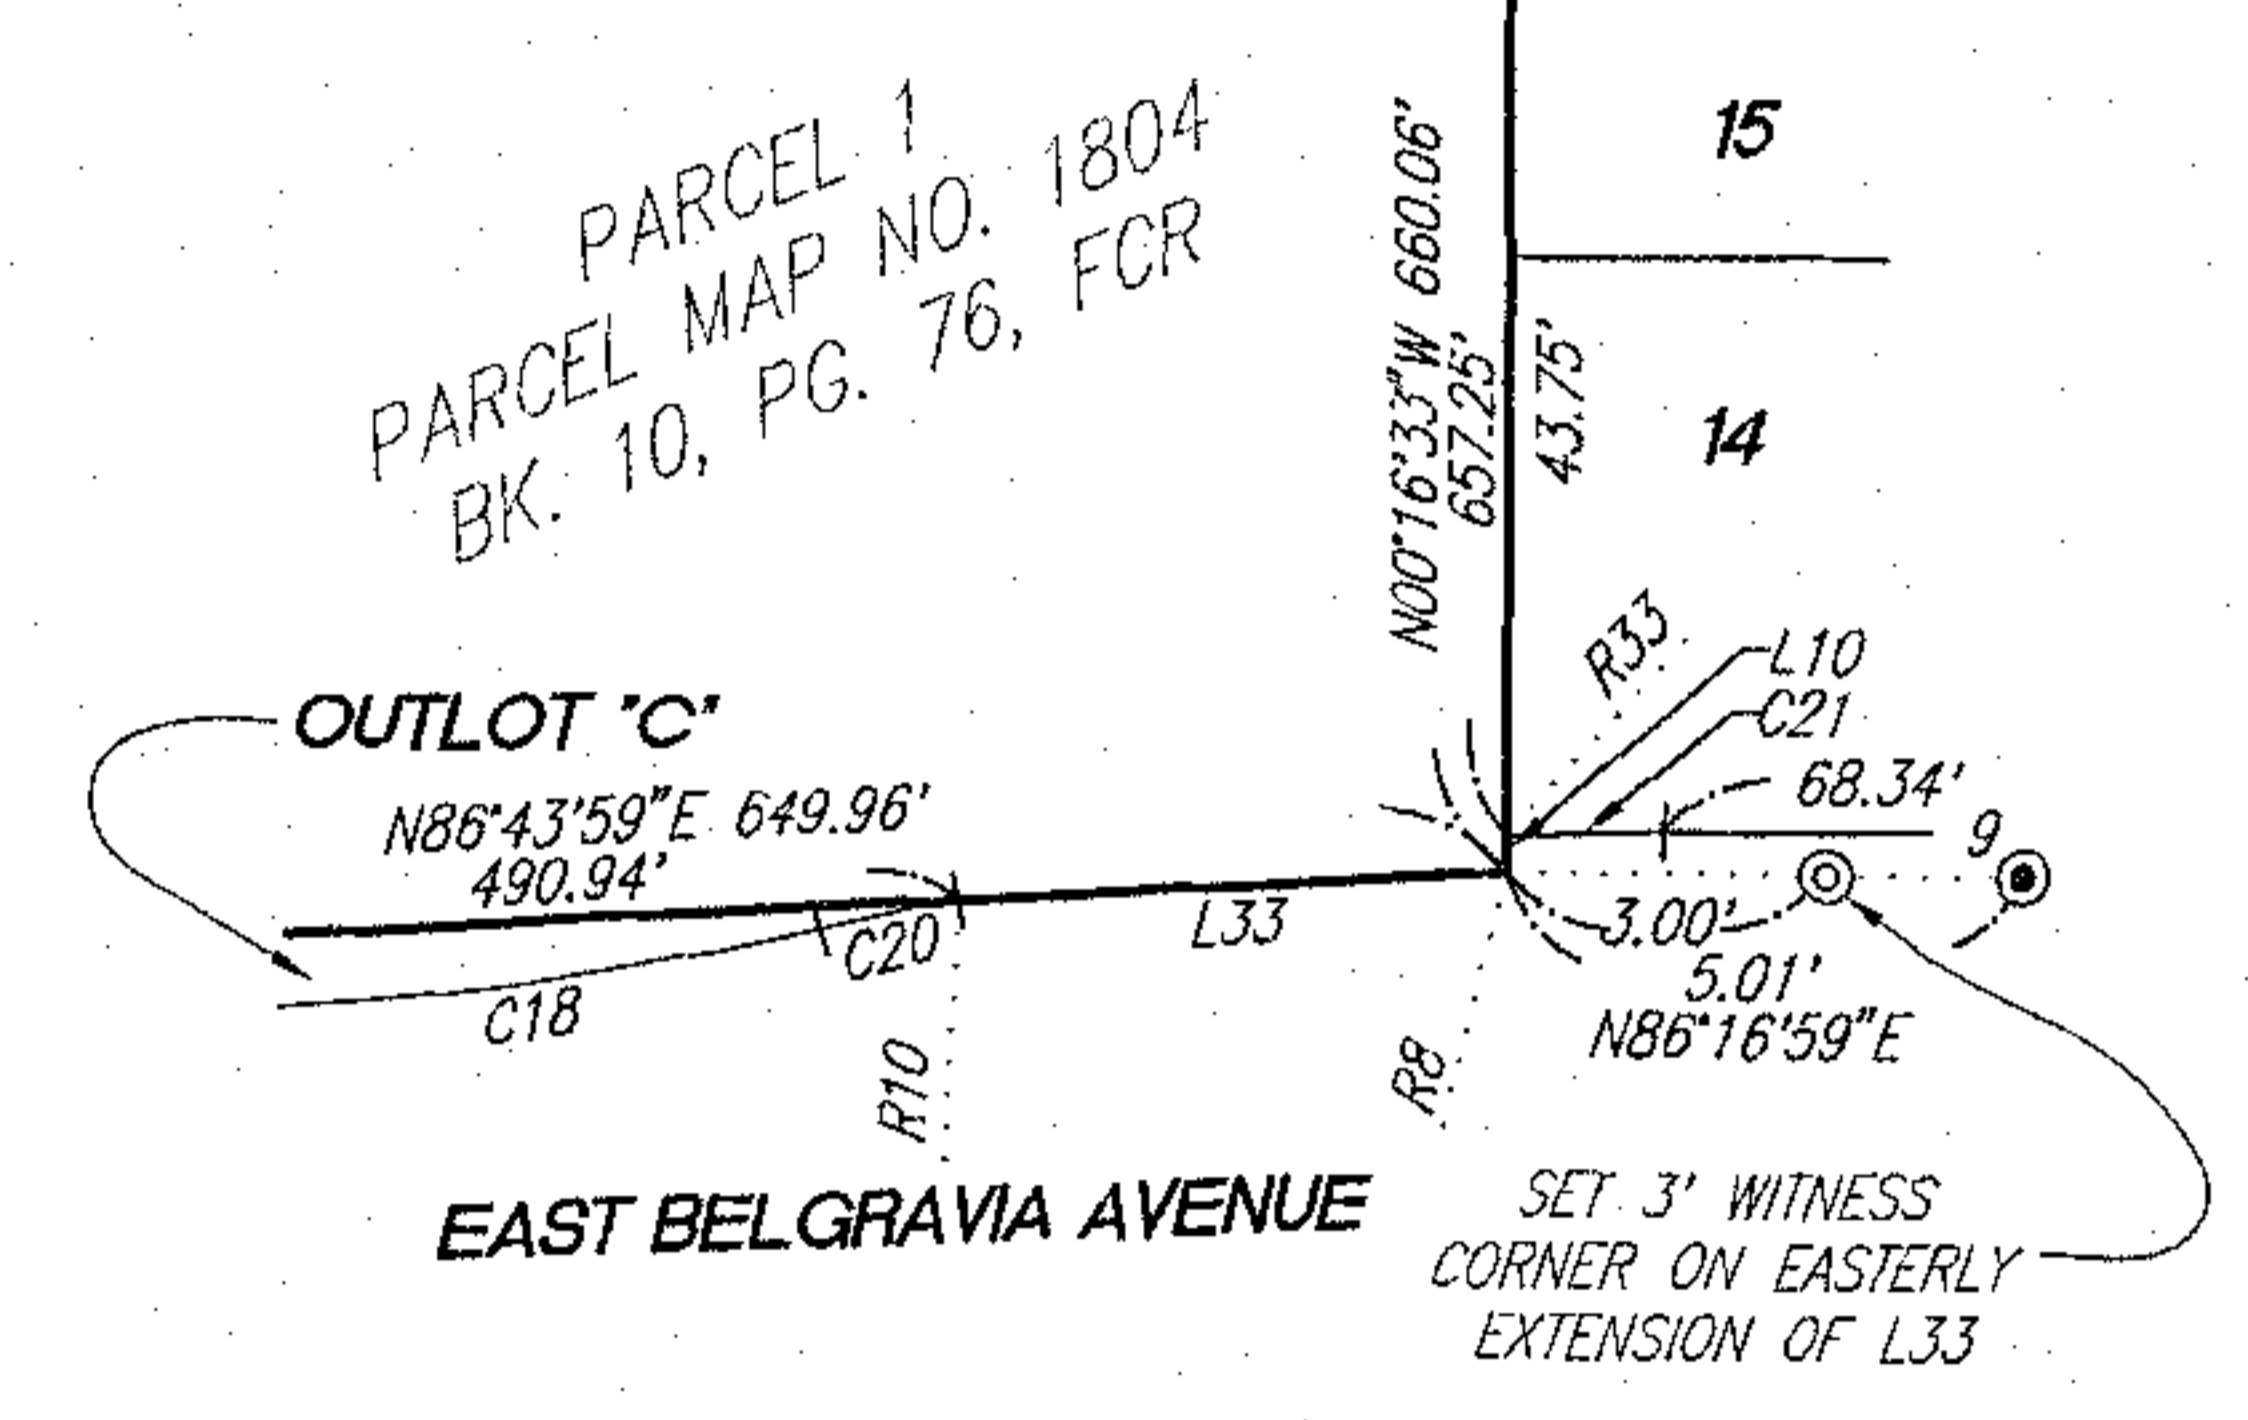 PARCEL 1
PARCEL MAP NO. 1804
BK. 10, PG. 76, FCR
15
N00°16'33"W 660.06'
657.25'
43.75'
14
R33
L10
C21
68.34'
OUTLOT "C"
N86°43'59"E 649.96'
490.94'
9
L33
3.00'
C20
5.01'
C18
N86°16'59"E
R10
R8
EAST BELGRAVIA AVENUE
SET 3' WITNESS
CORNER ON EASTERLY
EXTENSION OF L33